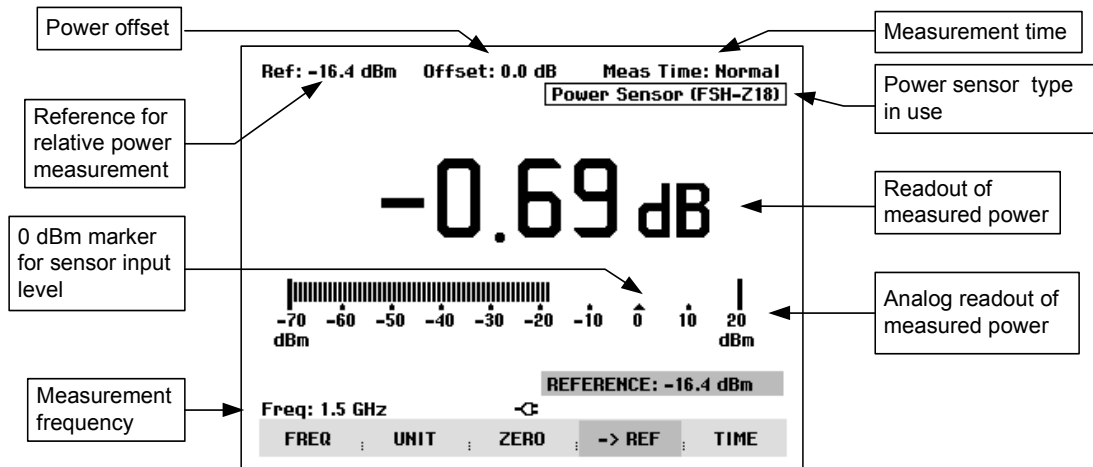 Power offset
Measurement time
Ref: -16.4 dBm Offset: 0.0 dB Meas Time: Normal
Power Sensor (FSH-Z18)
Power sensor type
in use
Reference for
relative power
measurement
-0.69 dB
Readout of
measured power
0 dBm marker
for sensor input
level
-70 -60 -50 -40 -30 -20 -10 0 10 20
dBm dBm
Analog readout of
measured power
REFERENCE: -16.4 dBm
Measurement
frequency
Freq: 1.5 GHz
FREQ UNIT ZERO -> REF TIME